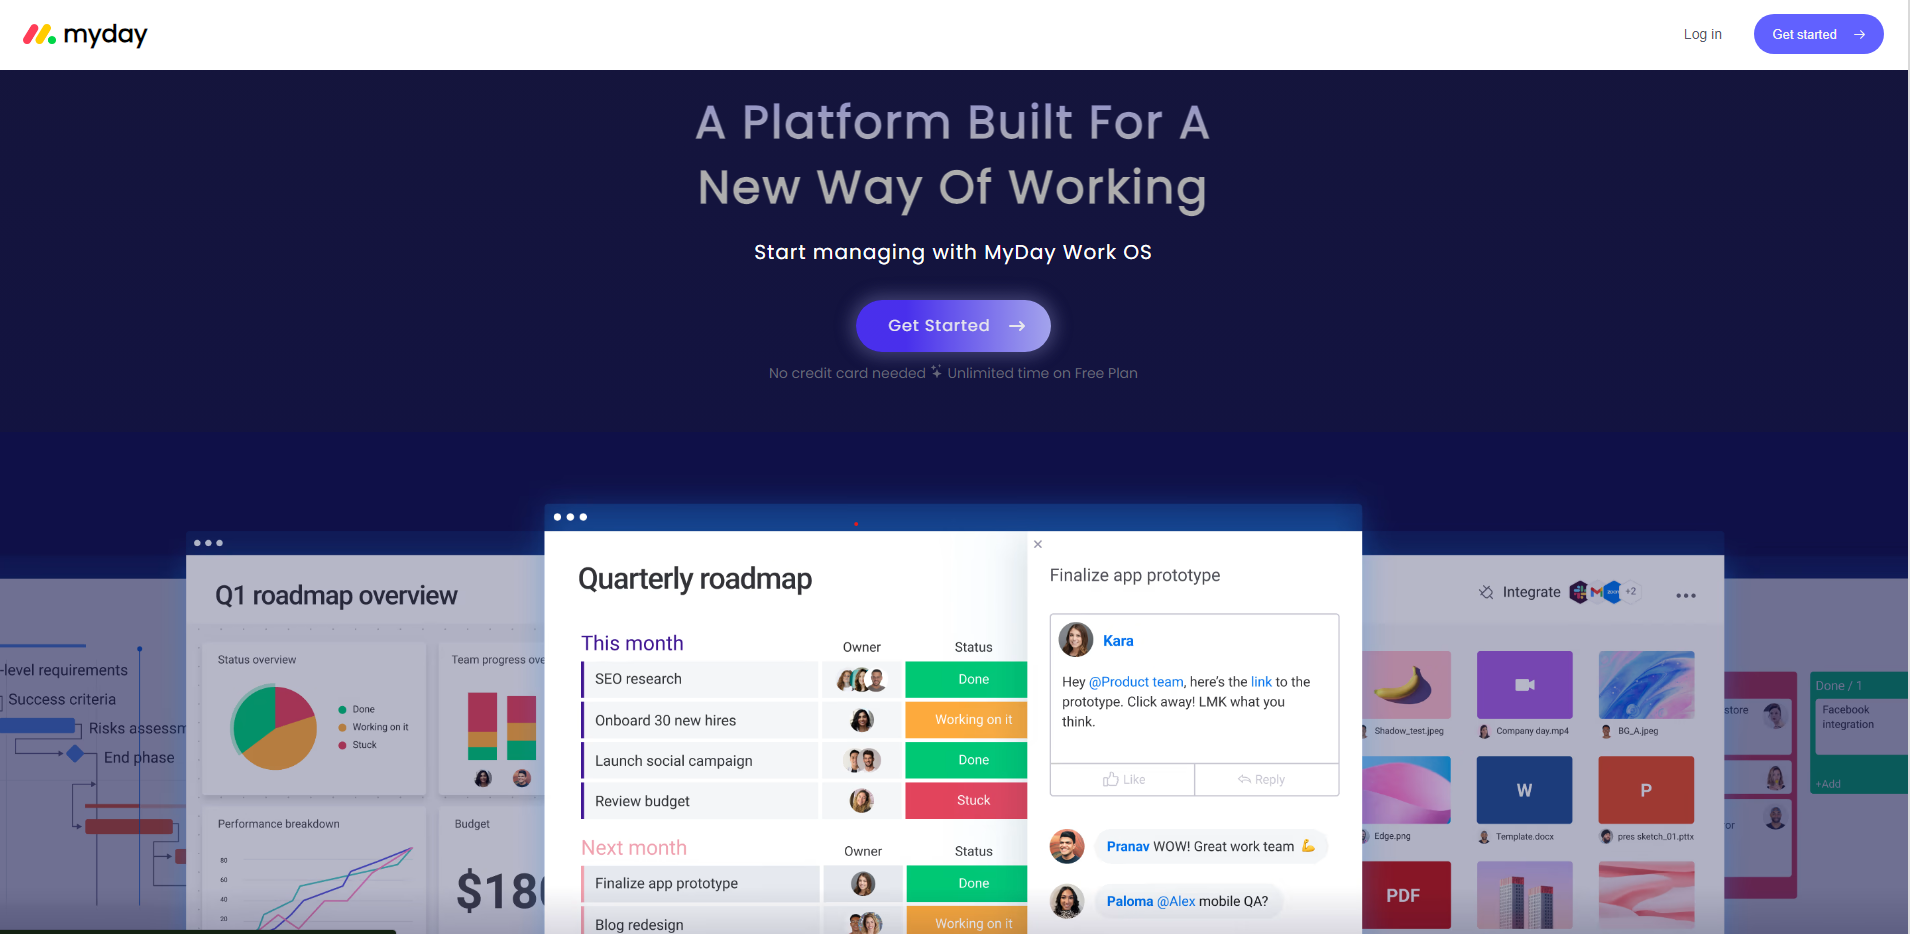 myday
Log in
Get started
A Platform Built For A
New Way Of Working
Start managing with MyDay Work OS
Get Started
No credit card needed Unlimited time on Free Plan
-level requirements
Success criteria
Risks assessm
End phase
Q1 roadmap overview
Status overview
Done
Working on it
Stuck
Team progress ove
Performance breakdown
80
60
40
20
Budget
$180
Quarterly roadmap
This month
Owner
Status
SEO research
Done
Onboard 30 new hires
Working on it
Launch social campaign
Done
Review budget
Stuck
Next month
Owner
Status
Finalize app prototype
Done
Blog redesign
Working on it
Finalize app prototype
Kara
Hey @Product team, here's the link to the
prototype. Click away! LMK what you
think.
Like
Reply
Pranav WOW! Great work team 💪
Paloma @Alex mobile QA?
Integrate
+2
Shadow_test.jpeg
Company day.mp4
BG_A.jpeg
W
P
Edge.png
Template.docx
pres sketch_01.pttx
PDF
store
ror
Done / 1
Facebook
integration
+Add